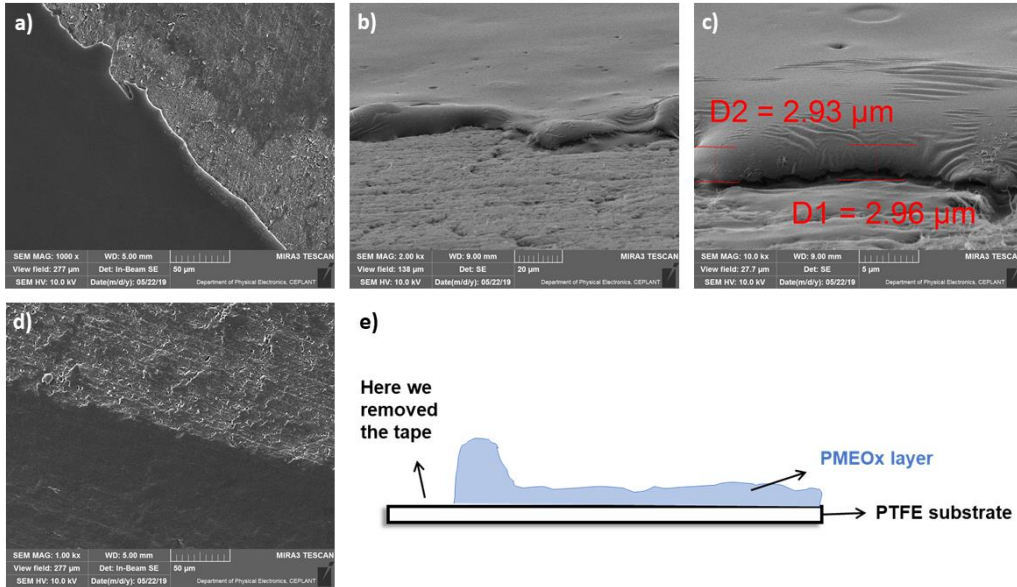 a)
SEM MAG: 1000 x WD: 5.00 mm MIRA3 TESCAN
View field: 277 µm Det: In-Beam SE 50 µm
SEM HV: 10.0 kV Date(m/d/y): 05/22/19 Department of Physical Electronics, CEPLANT
b)
SEM MAG: 2.00 kx WD: 9.00 mm MIRA3 TESCAN
View field: 138 µm Det: SE 20 µm
SEM HV: 10.0 kV Date(m/d/y): 05/22/19 Department of Physical Electronics, CEPLANT
c)
D2 = 2.93 µm
D1 = 2.96 µm
SEM MAG: 10.0 kx WD: 9.00 mm MIRA3 TESCAN
View field: 27.7 µm Det: SE 5 µm
SEM HV: 10.0 kV Date(m/d/y): 05/22/19 Department of Physical Electronics, CEPLANT
d)
SEM MAG: 1.00 kx WD: 5.00 mm MIRA3 TESCAN
View field: 277 µm Det: In-Beam SE 50 µm
SEM HV: 10.0 kV Date(m/d/y): 05/22/19 Department of Physical Electronics, CEPLANT
e)
Here we
removed
the tape
PMEOx layer
PTFE substrate